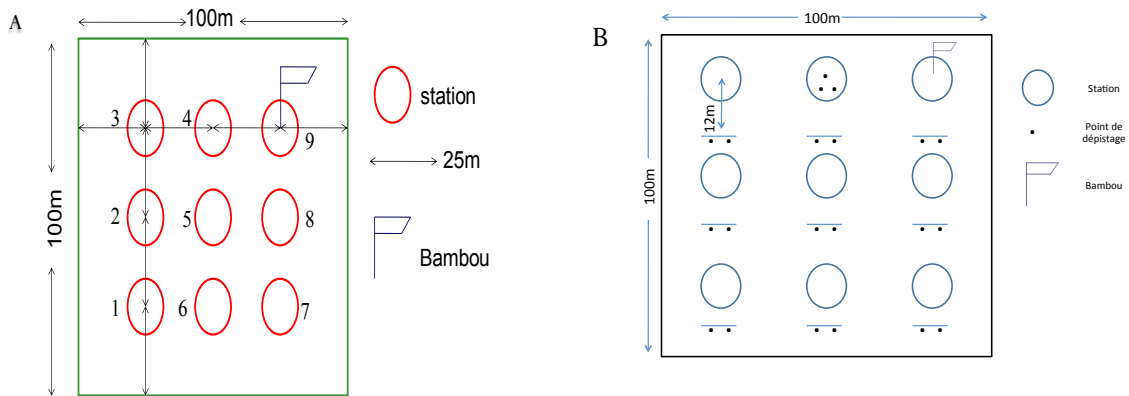 A
100m
100m
3
4
9
2
5
8
1
6
7
station
25m
Bambou
B
100m
100m
12m
Station
Point de
dépistage
Bambou